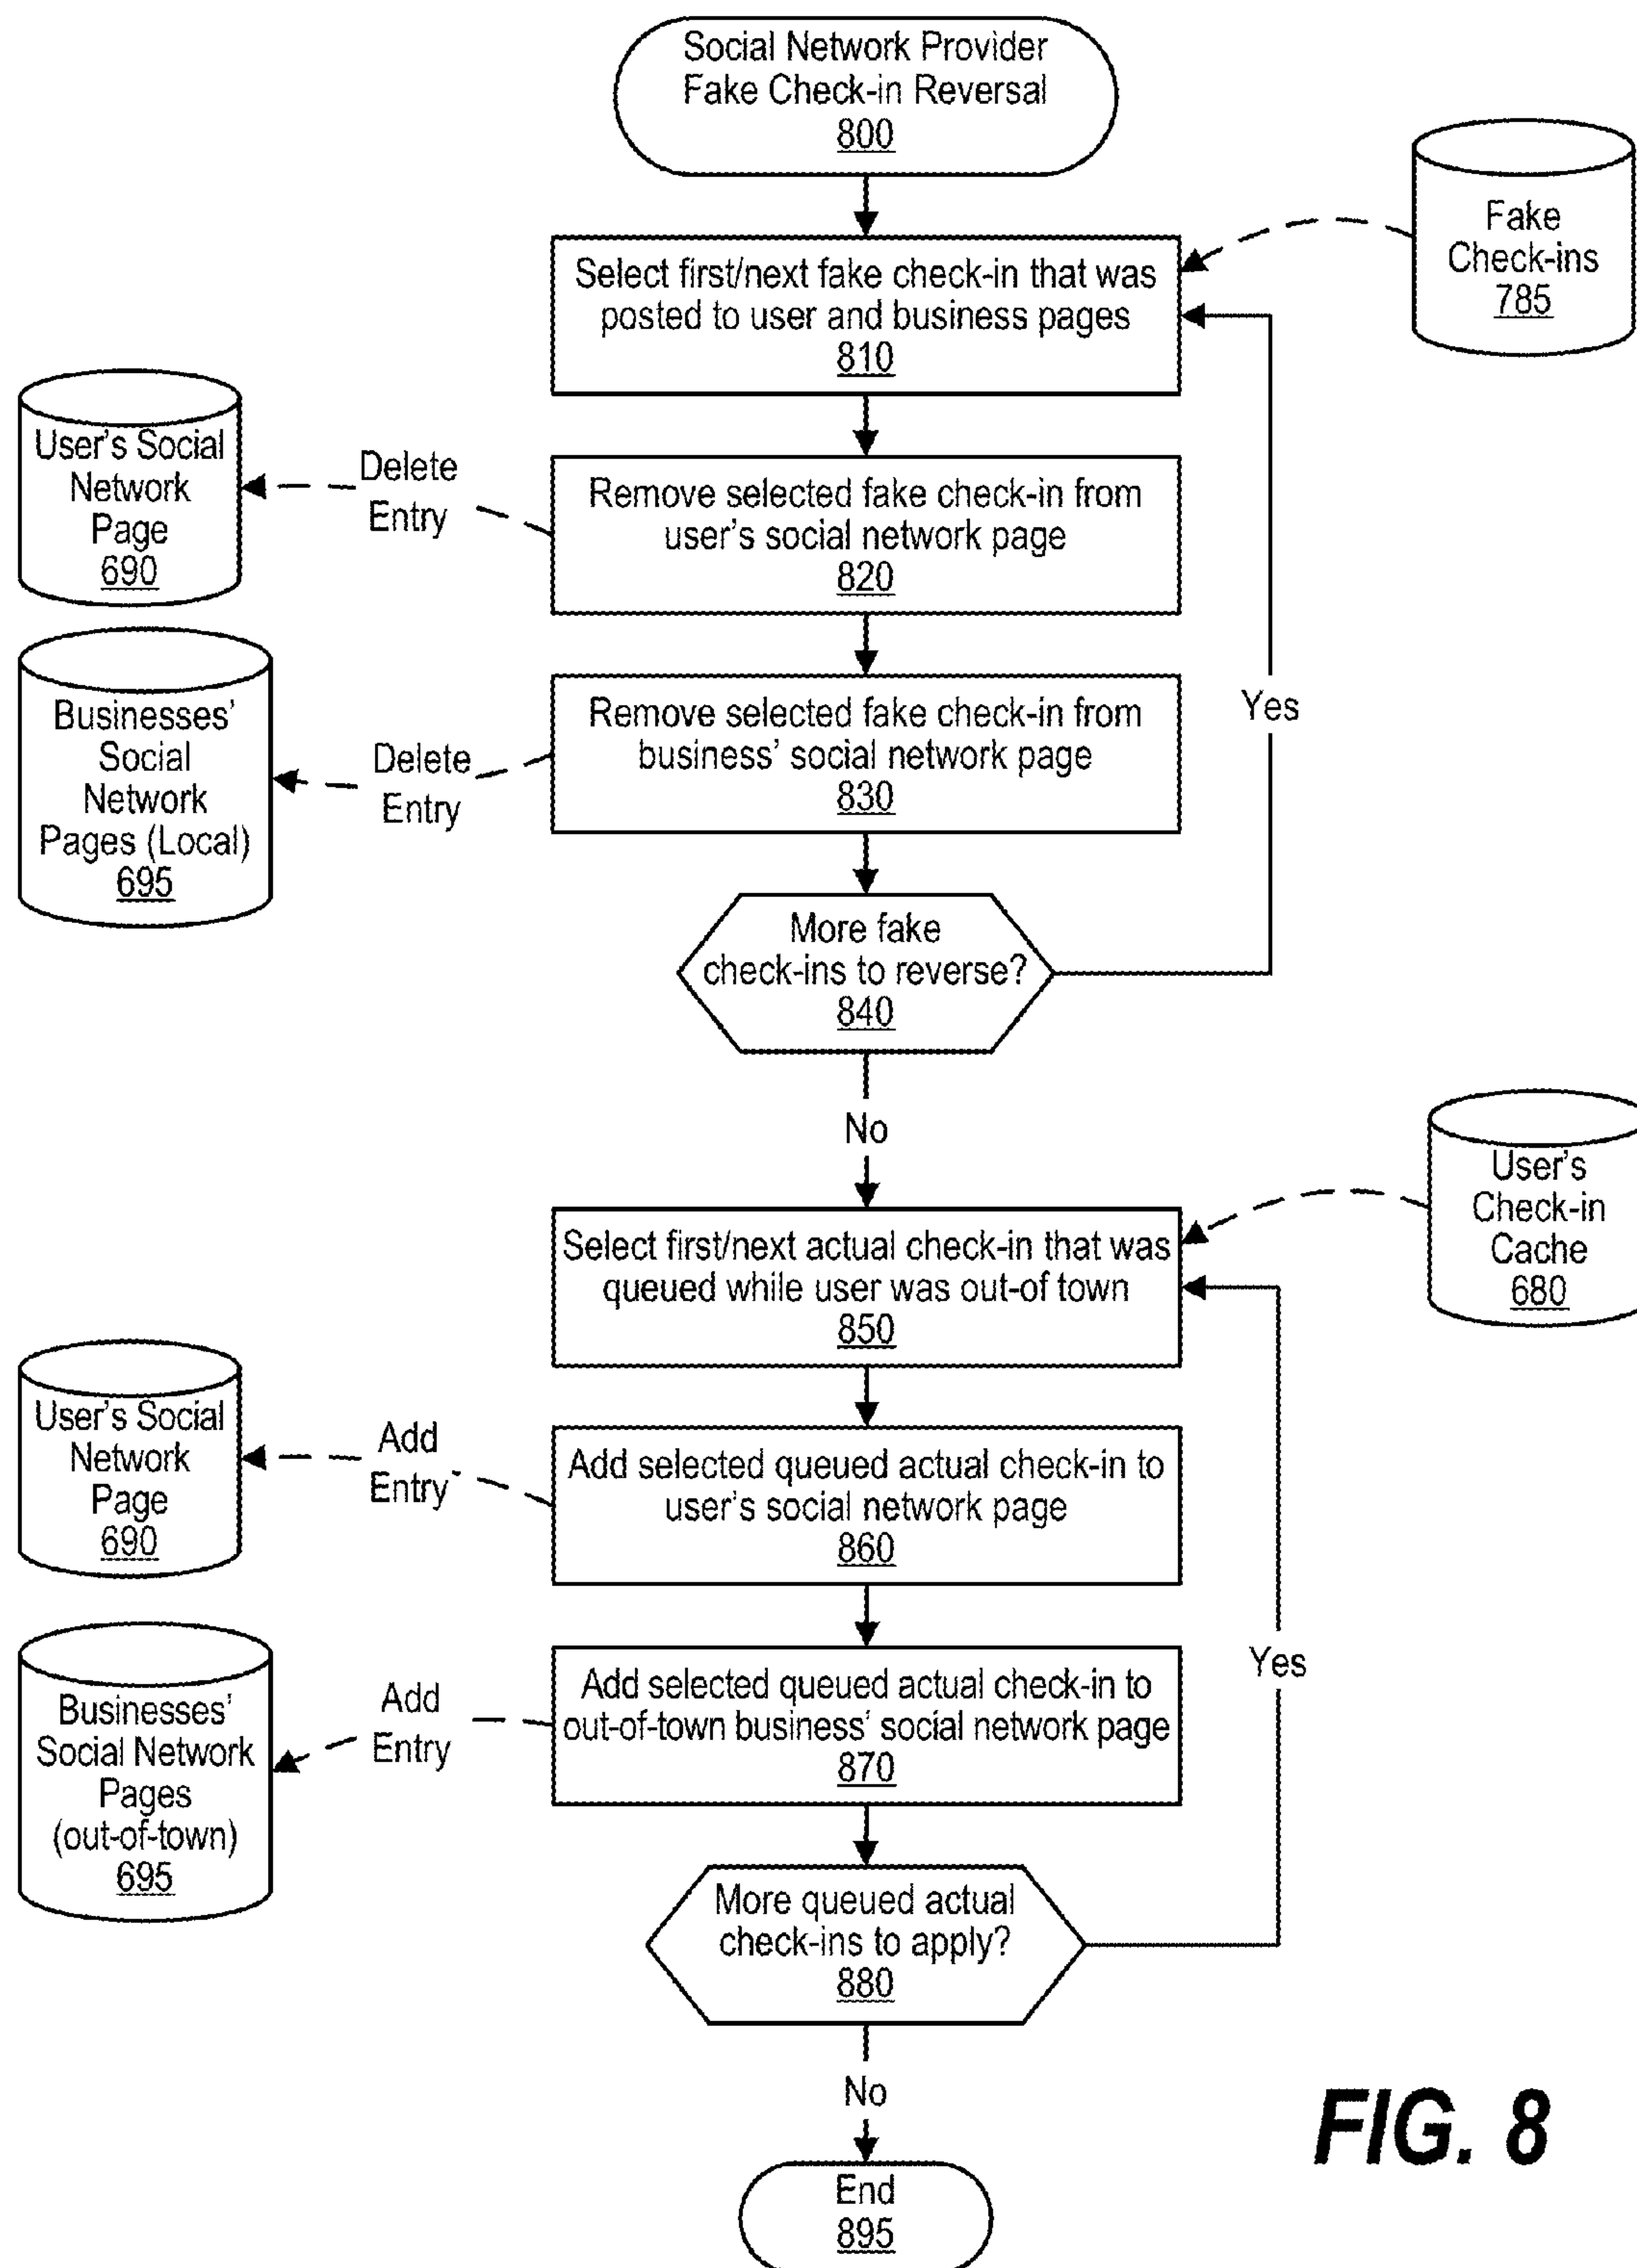 Social Network Provider
Fake Check-in Reversal
800
Fake
Check-ins
785
Select first/next fake check-in that was
posted to user and business pages
810
User's Social
Network
Page
690
Delete
Entry
Remove selected fake check-in from
user's social network page
820
Businesses'
Social
Network
Pages (Local)
695
Delete
Entry
Remove selected fake check-in from
business' social network page
830
Yes
More fake
check-ins to reverse?
840
No
User's
Check-in
Cache
680
Select first/next actual check-in that was
queued while user was out-of town
850
User's Social
Network
Page
690
Add
Entry
Add selected queued actual check-in to
user's social network page
860
Businesses'
Social Network
Pages
(out-of-town)
695
Add
Entry
Add selected queued actual check-in to
out-of-town business' social network page
870
Yes
More queued actual
check-ins to apply?
880
No
End
895
FIG. 8